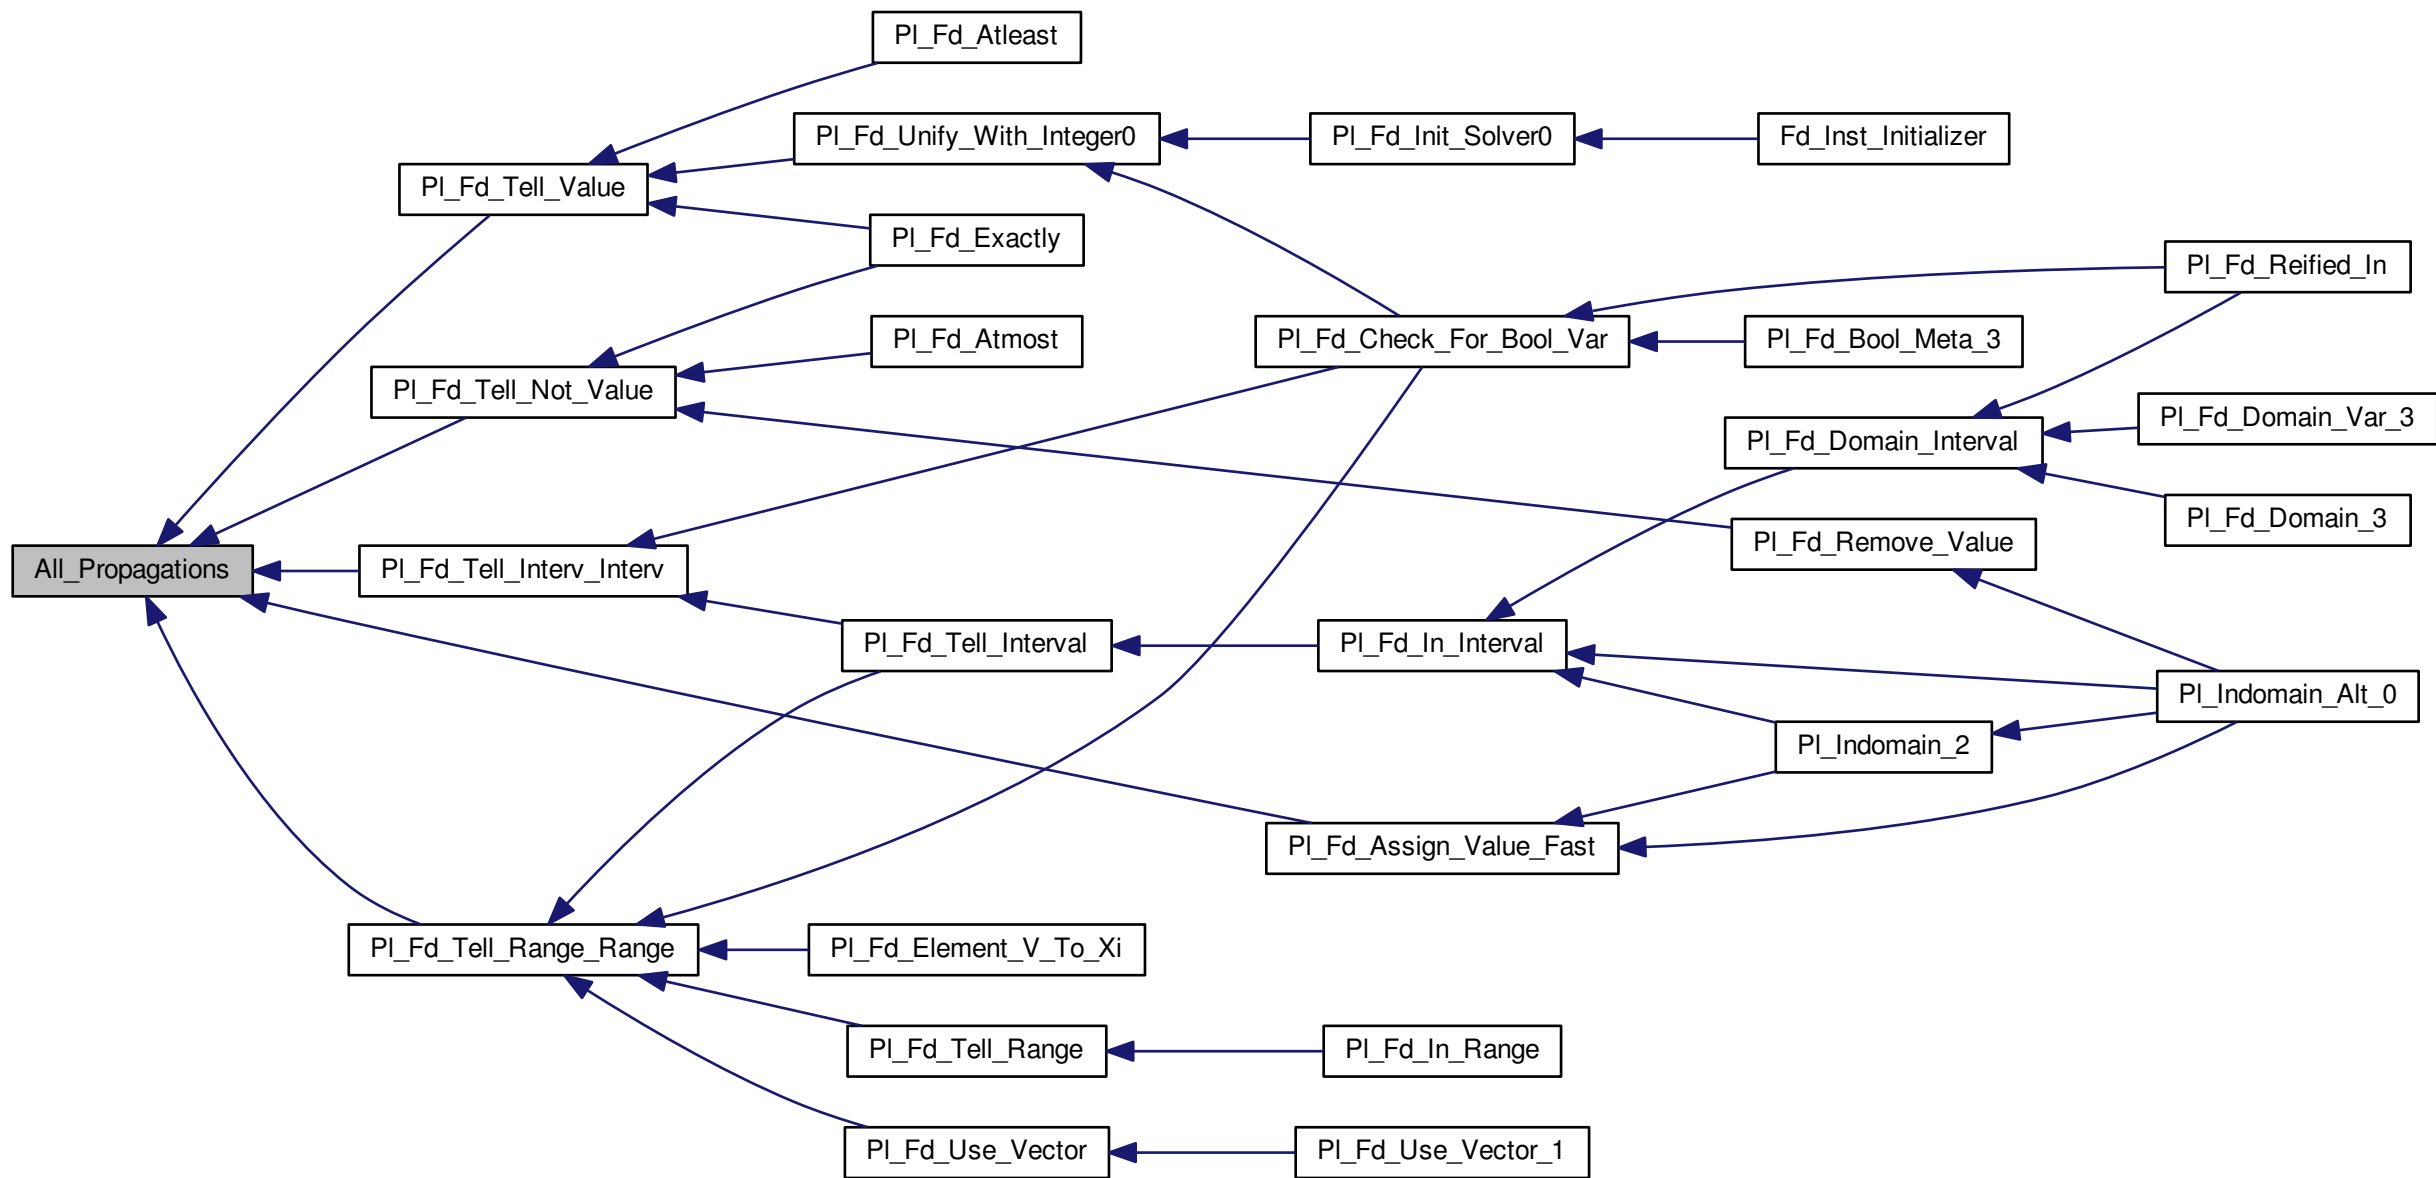 Pl_Fd_Atleast
Pl_Fd_Unify_With_Integer0
Pl_Fd_Init_Solver0
Fd_Inst_Initializer
Pl_Fd_Tell_Value
Pl_Fd_Exactly
Pl_Fd_Reified_In
Pl_Fd_Atmost
Pl_Fd_Check_For_Bool_Var
Pl_Fd_Bool_Meta_3
Pl_Fd_Tell_Not_Value
Pl_Fd_Domain_Var_3
Pl_Fd_Domain_Interval
Pl_Fd_Domain_3
Pl_Fd_Remove_Value
All_Propagations
Pl_Fd_Tell_Interv_Interv
Pl_Fd_Tell_Interval
Pl_Fd_In_Interval
Pl_Indomain_Alt_0
Pl_Indomain_2
Pl_Fd_Assign_Value_Fast
Pl_Fd_Tell_Range_Range
Pl_Fd_Element_V_To_Xi
Pl_Fd_Tell_Range
Pl_Fd_In_Range
Pl_Fd_Use_Vector
Pl_Fd_Use_Vector_1